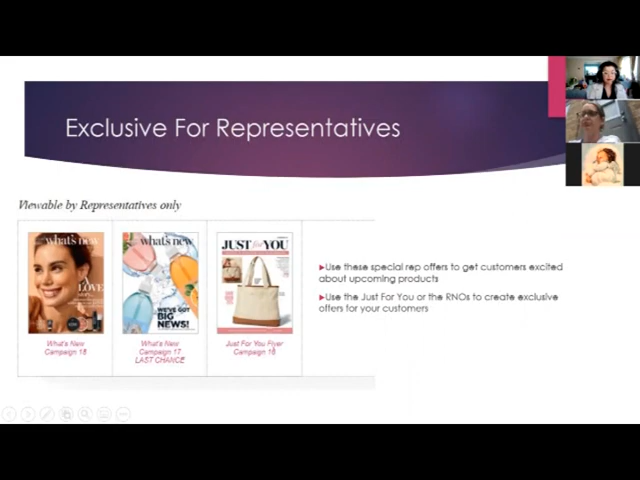 Exclusive For Representatives
Viewable by Representatives only
what's new
A LOVE
what's new
WE'VE GOT
BIG
NEWS!
JUST for YOU
What's New
Campaign 18
What's New
Campaign 17
LAST CHANCE
Just For You Flyer
Campaign 16
Use these special rep offers to get customers excited
about upcoming products
Use the Just For You or the RNOs to create exclusive
offers for your customers